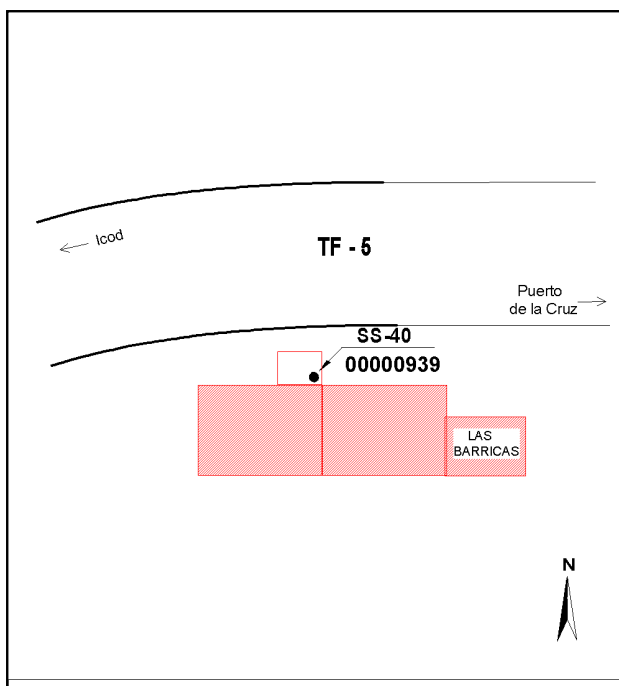 Icod
TF - 5
Puerto
de la Cruz
SS-40
00000939
LAS
BARRICAS
N